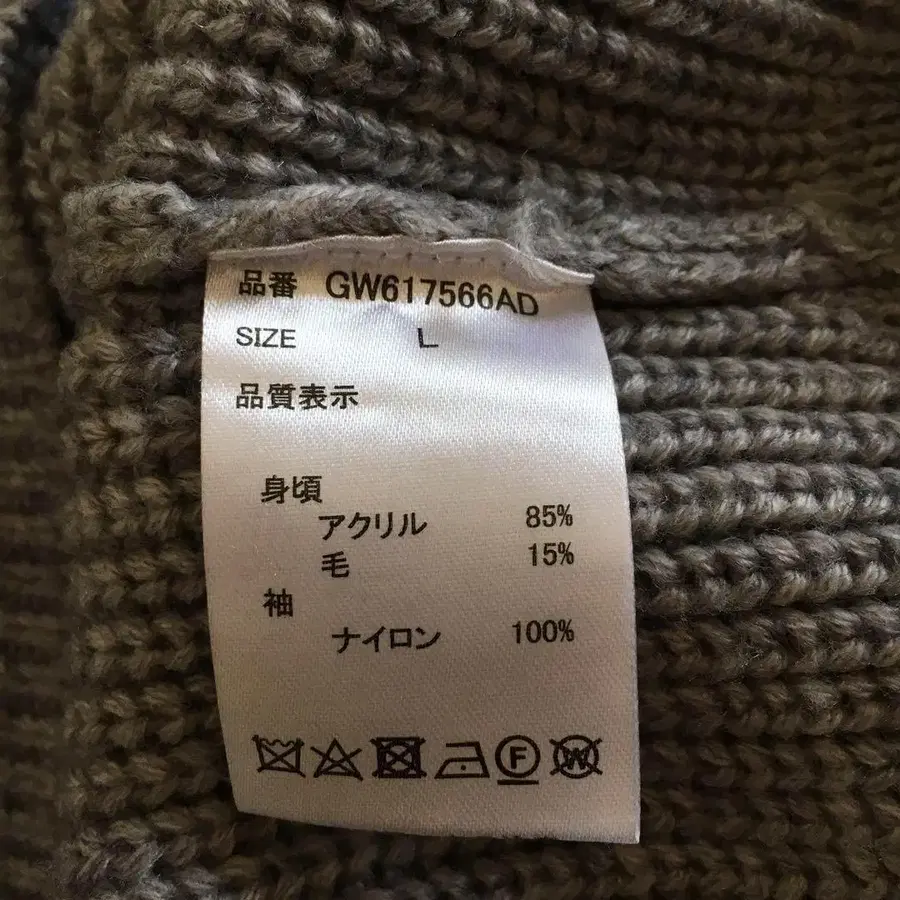 品番 GW617566AD
SIZE L
品質表示
身頃
アクリル 85%
毛 15%
袖
ナイロン 100%
F W